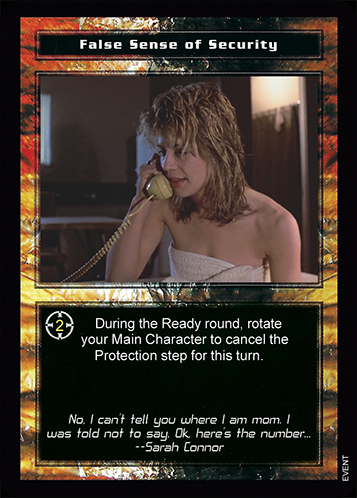 False Sense of Security
2
During the Ready round, rotate
your Main Character to cancel the
Protection step for this turn.
No, I can't tell you where I am mom. I
was told not to say. Ok, here's the number...
--Sarah Connor
EVENT